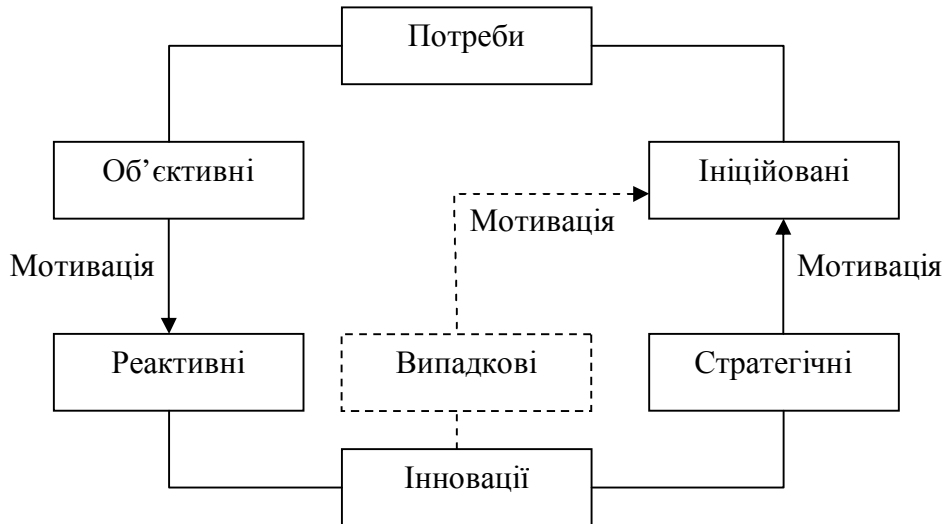 Потреби
Об’єктивні
Ініційовані
Мотивація
Мотивація
Мотивація
Реактивні
Випадкові
Стратегічні
Інновації